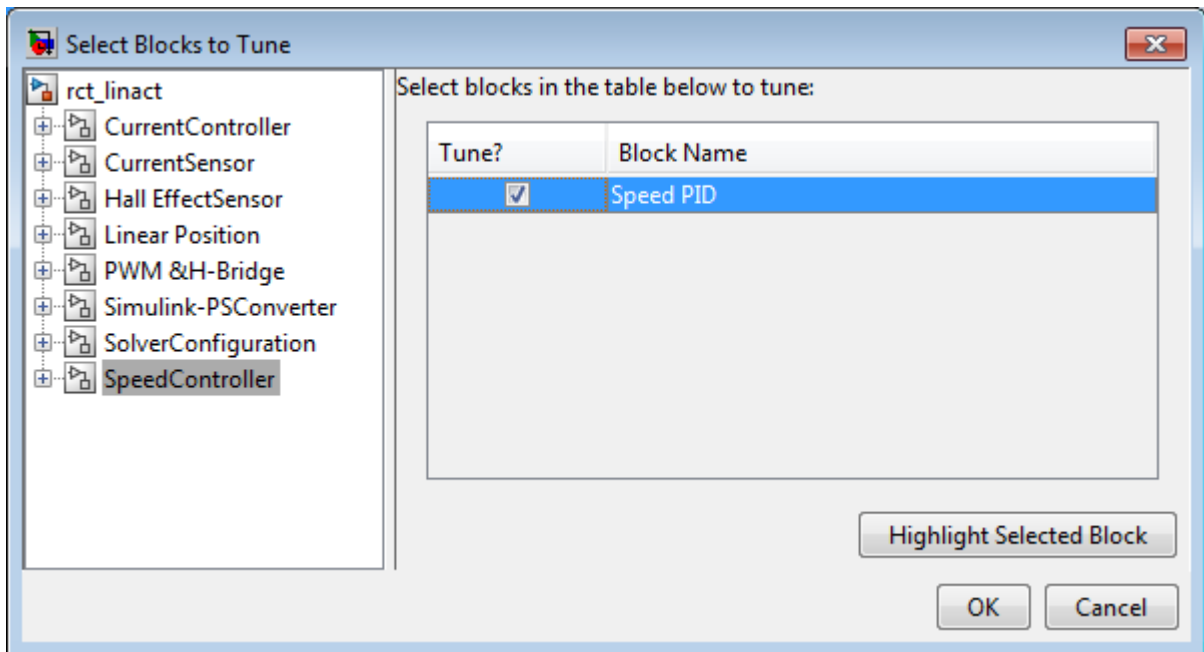 Select Blocks to Tune
rct_linact
CurrentController
CurrentSensor
Hall EffectSensor
Linear Position
PWM &H-Bridge
Simulink-PSConverter
SolverConfiguration
SpeedController
Select blocks in the table below to tune:
Tune? Block Name
Speed PID
Highlight Selected Block
OK Cancel